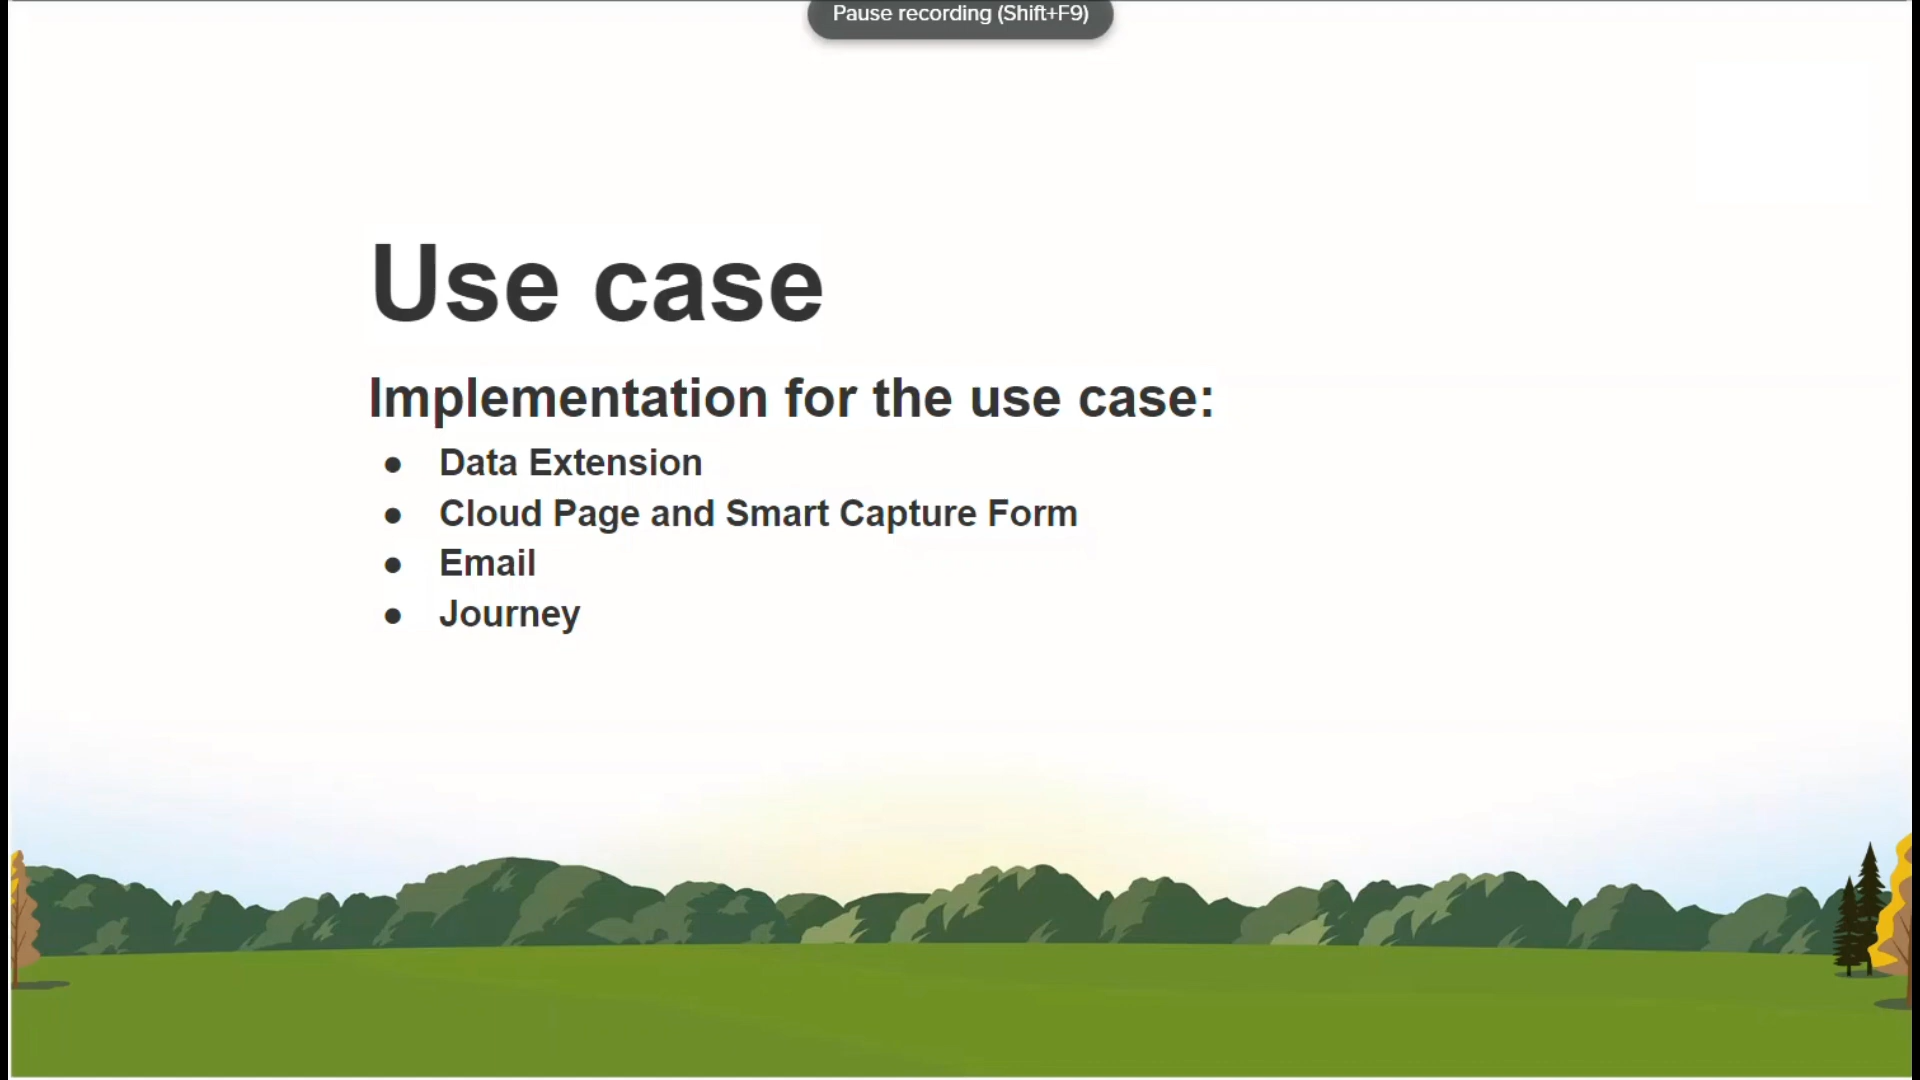 Pause recording (Shift+F9)
Use case
Implementation for the use case:
● Data Extension
● Cloud Page and Smart Capture Form
● Email
● Journey